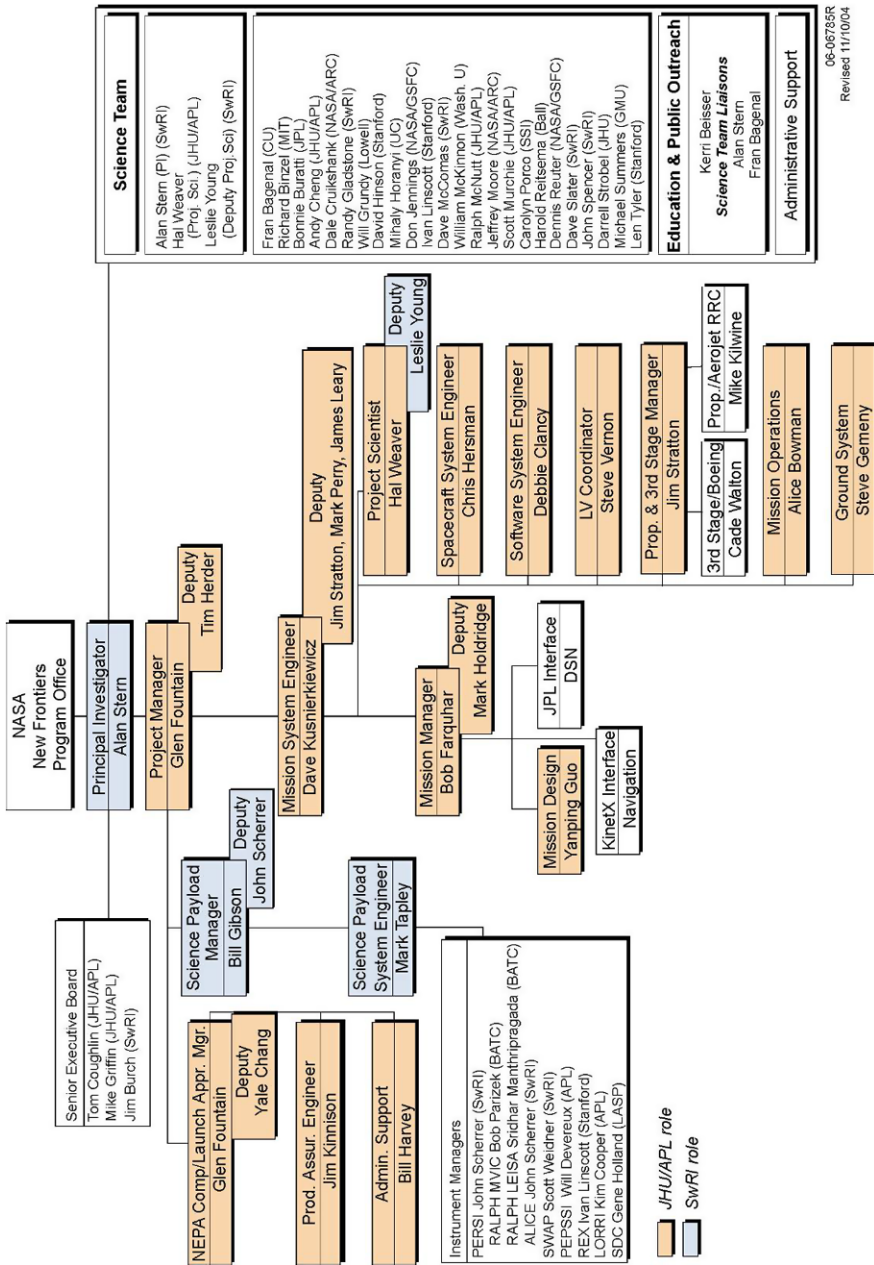 NASA
New Frontiers
Program Office
Principal Investigator
Alan Stern
Senior Executive Board
Tom Coughlin (JHU/APL)
Mike Griffin (JHU/APL)
Jim Burch (SwRI)
Project Manager
Glen Fountain
Deputy
Tim Herder
NEPA Comp/Launch Appr. Mgr.
Glen Fountain
Deputy
Yale Chang
Prod. Assur. Engineer
Jim Kinnison
Admin. Support
Bill Harvey
Science Payload
Manager
Bill Gibson
Deputy
John Scherrer
Science Payload
System Engineer
Mark Tapley
Instrument Managers
PERSI John Scherrer (SwRI)
RALPH MVIC Bob Parizek (BATC)
RALPH LEISA Sridhar Manthripragada (BATC)
ALICE John Scherrer (SwRI)
SWAP Scott Weidner (SwRI)
PEPSSI Will Devereux (APL)
REX Ivan Linscott (Stanford)
LORRI Kim Cooper (APL)
SDC Gene Holland (LASP)
Mission System Engineer
Dave Kusnierkiewicz
Deputy
Jim Stratton, Mark Perry, James Leary
Mission Manager
Bob Farquhar
Deputy
Mark Holdridge
Mission Design
Yanping Guo
JPL Interface
DSN
KinetX Interface
Navigation
Project Scientist
Hal Weaver
Deputy
Leslie Young
Spacecraft System Engineer
Chris Hersman
Software System Engineer
Debbie Clancy
LV Coordinator
Steve Vernon
Prop. & 3rd Stage Manager
Jim Stratton
3rd Stage/Boeing
Cade Walton
Prop./Aerojet RRC
Mike Kilwine
Mission Operations
Alice Bowman
Ground System
Steve Gemeny
Science Team
Alan Stern (PI) (SwRI)
Hal Weaver
(Proj. Sci.) (JHU/APL)
Leslie Young
(Deputy Proj.Sci) (SwRI)
Fran Bagenal (CU)
Richard Binzel (MIT)
Bonnie Buratti (JPL)
Andy Cheng (JHU/APL)
Dale Cruikshank (NASA/ARC)
Randy Gladstone (SwRI)
Will Grundy (Lowell)
David Hinson (Stanford)
Mihaly Horanyi (UC)
Don Jennings (NASA/GSFC)
Ivan Linscott (Stanford)
Dave McComas (SwRI)
William McKinnon (Wash. U)
Ralph McNutt (JHU/APL)
Jeffrey Moore (NASA/ARC)
Scott Murchie (JHU/APL)
Carolyn Porco (SSI)
Harold Reitsema (Ball)
Dennis Reuter (NASA/GSFC)
Dave Slater (SwRI)
John Spencer (SwRI)
Darrell Strobel (JHU)
Michael Summers (GMU)
Len Tyler (Stanford)
Education & Public Outreach
Kerri Beisser
Science Team Liaisons
Alan Stern
Fran Bagenal
Administrative Support
JHU/APL role
SwRI role
06-06785R
Revised 11/10/04